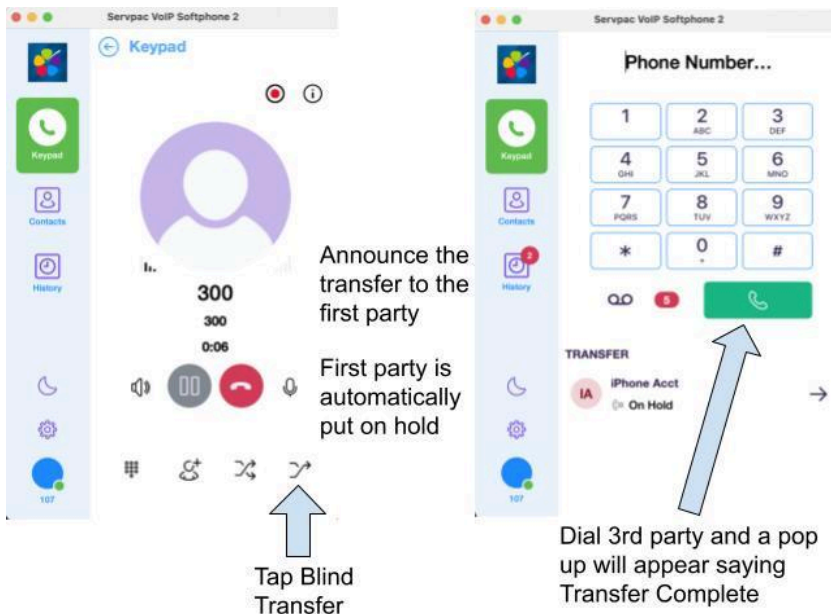 Servpac VoIP Softphone 2
Keypad
Keypad
Contacts
History
300
300
0:06
107
Announce the
transfer to the
first party
First party is
automatically
put on hold
Tap Blind
Transfer
Servpac VoIP Softphone 2
Phone Number...
Keypad
Contacts
2
History
1
2
ABC
3
DEF
4
GHI
5
JKL
6
MNO
7
PQRS
8
TUV
9
WXYZ
*
0
+
#
5
TRANSFER
IA
iPhone Acct
On Hold
107
Dial 3rd party and a pop
up will appear saying
Transfer Complete